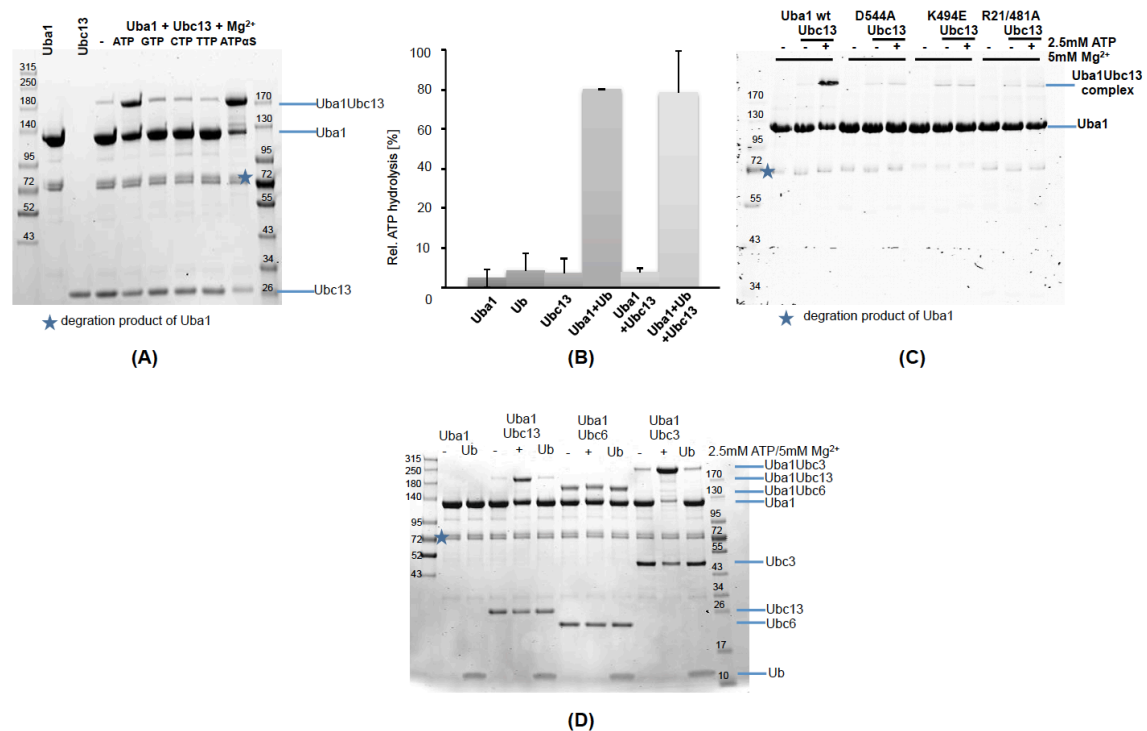 Uba1
Ubc13
Uba1 + Ubc13 + Mg²⁺
- ATP GTP CTP TTP ATPαS
315
250
180
140
95
72
52
43
170
130
95
72
55
43
34
26
Uba1Ubc13
Uba1
Ubc13
degration product of Uba1
(A)
Rel. ATP hydrolysis [%]
80
60
80
20
10
0
Uba1
Ub
Ubc13
Uba1+Ub
Uba1
+Ubc13
Uba1+Ub
+Ubc13
(B)
Uba1 wt D544A K494E R21/481A
Ubc13 Ubc13 Ubc13 Ubc13
- - + - - + - - + - - + 2.5mM ATP
5mM Mg²⁺
170
130
95
72
55
43
34
Uba1Ubc13
complex
Uba1
degration product of Uba1
(C)
Uba1 Uba1 Uba1 Uba1
Ubc13 Ubc6 Ubc3
- Ub - + Ub - + Ub - + Ub 2.5mM ATP/5mM Mg²⁺
315
250
180
140
95
72
52
43
170
130
95
72
55
43
34
26
17
10
Uba1Ubc3
Uba1Ubc13
Uba1Ubc6
Uba1
Ubc3
Ubc13
Ubc6
Ub
(D)